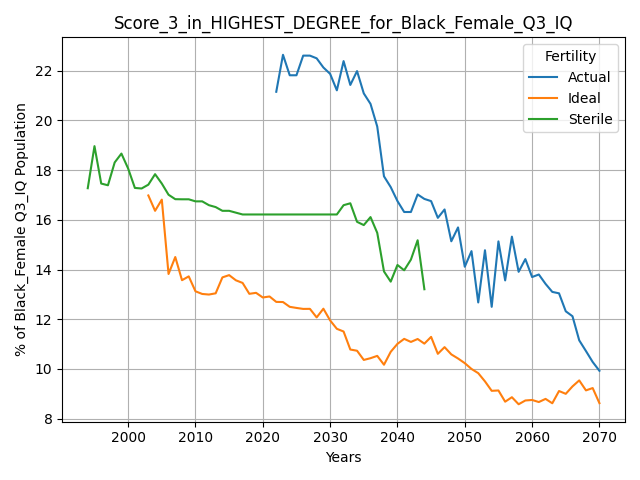 Score_3_in_HIGHEST_DEGREE_for_Black_Female_Q3_IQ
% of Black_Female Q3_IQ Population
22
20
18
16
14
12
10
8
Fertility
Actual
Ideal
Sterile
2000 2010 2020 2030 2040 2050 2060 2070
Years